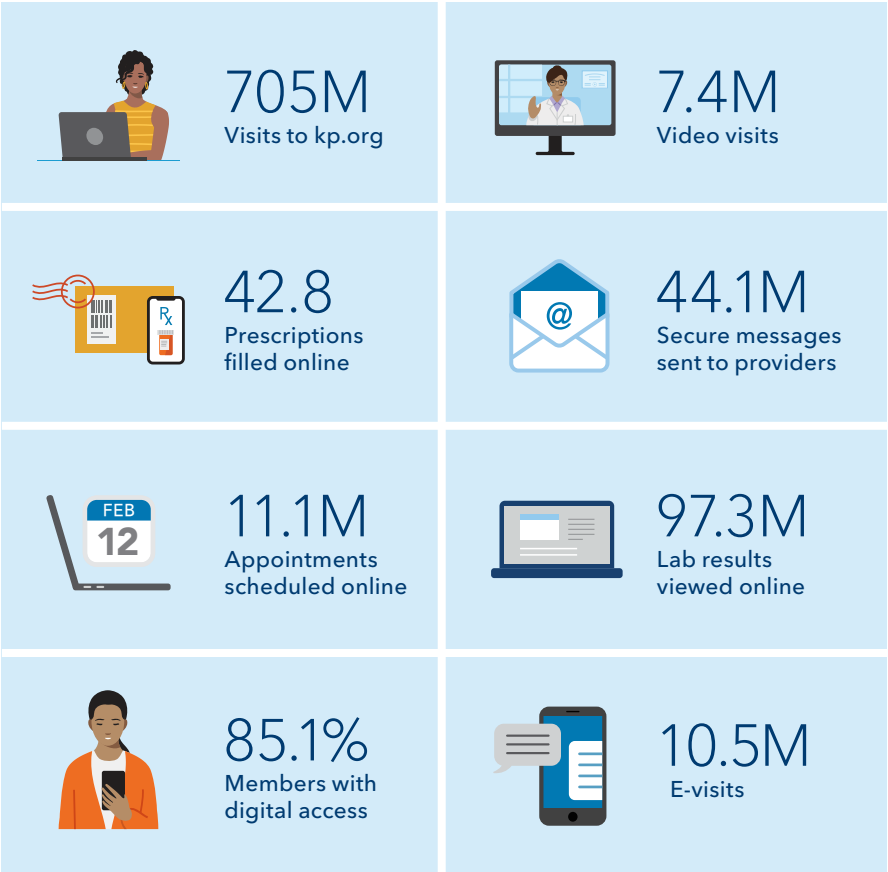 705M
Visits to kp.org
7.4M
Video visits
42.8
Prescriptions
filled online
Rx
44.1M
Secure messages
sent to providers
@
11.1M
Appointments
scheduled online
FEB
12
97.3M
Lab results
viewed online
85.1%
Members with
digital access
10.5M
E-visits